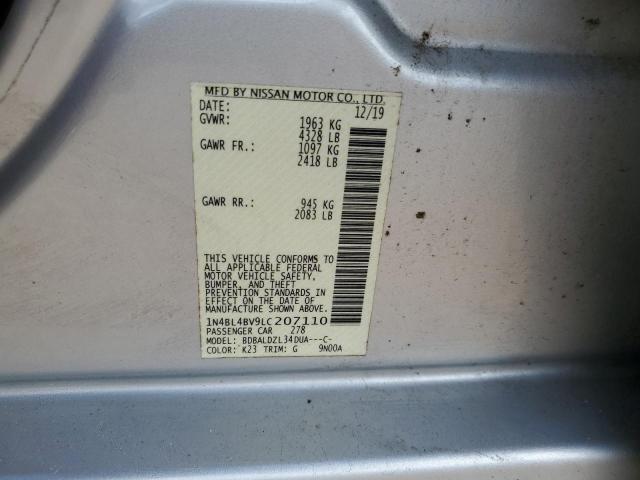 MFD BY NISSAN MOTOR CO., LTD.
DATE: 12/19
GVWR: 1963 KG
4328 LB
GAWR FR.: 1097 KG
2418 LB
GAWR RR.: 945 KG
2083 LB
THIS VEHICLE CONFORMS TO
ALL APPLICABLE FEDERAL
MOTOR VEHICLE SAFETY,
BUMPER, AND THEFT
PREVENTION STANDARDS IN
EFFECT ON THE DATE OF
MANUFACTURE SHOWN ABOVE.
1N4BL4BV9LC207110
PASSENGER CAR 278
MODEL: BDBALDZL34DUA---C-
COLOR: K23 TRIM: G 9N00A